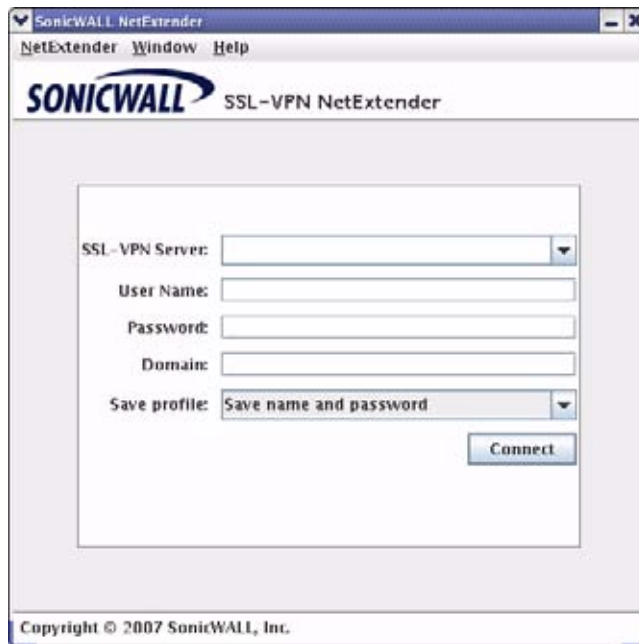 SonicWALL NetExtender
NetExtender Window Help
SONICWALL SSL-VPN NetExtender
SSL-VPN Server:
User Name:
Password:
Domain:
Save profile: Save name and password
Connect
Copyright © 2007 SonicWALL, Inc.